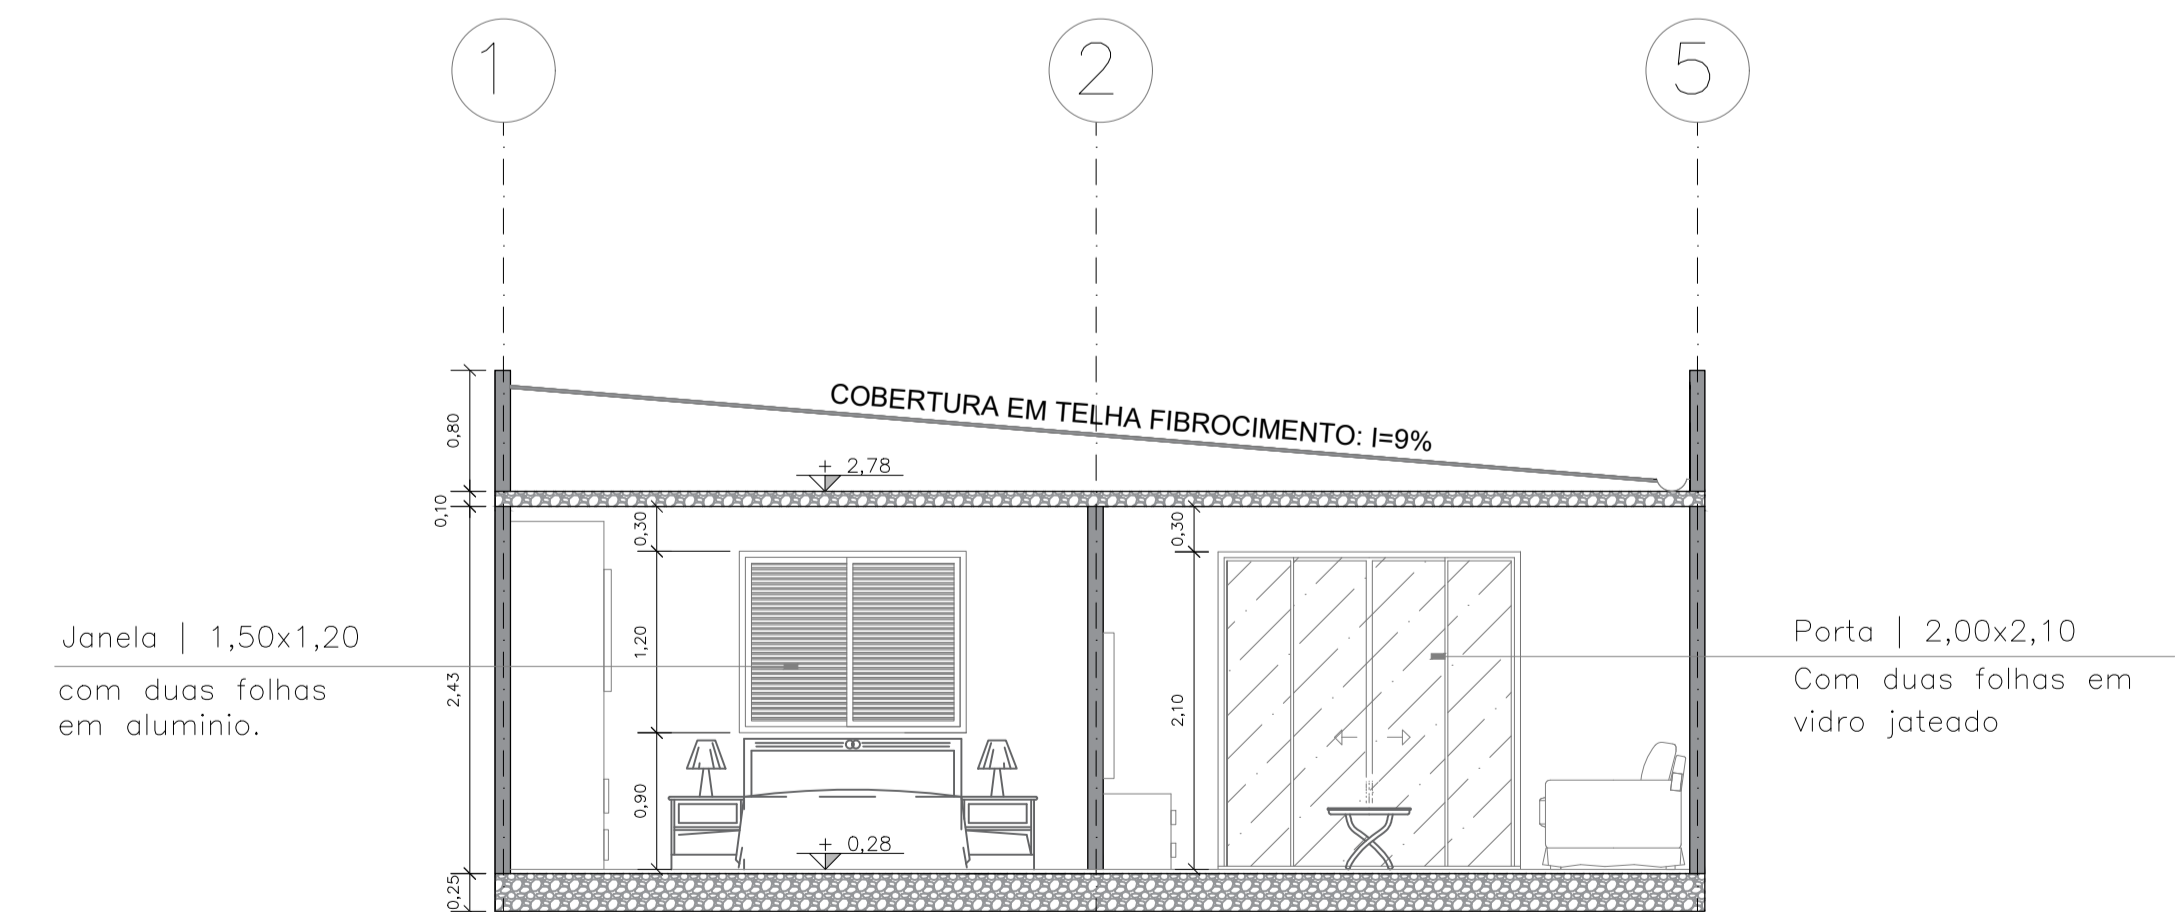 1 2 5
COBERTURA EM TELHA FIBROCIMENTO: I=9%
0,80
+ 2,78
0,10
0,30
0,30
Janela | 1,50x1,20
com duas folhas
em aluminio.
1,20
2,43
2,10
Porta | 2,00x2,10
Com duas folhas em
vidro jateado
0,90
+ 0,28
0,25